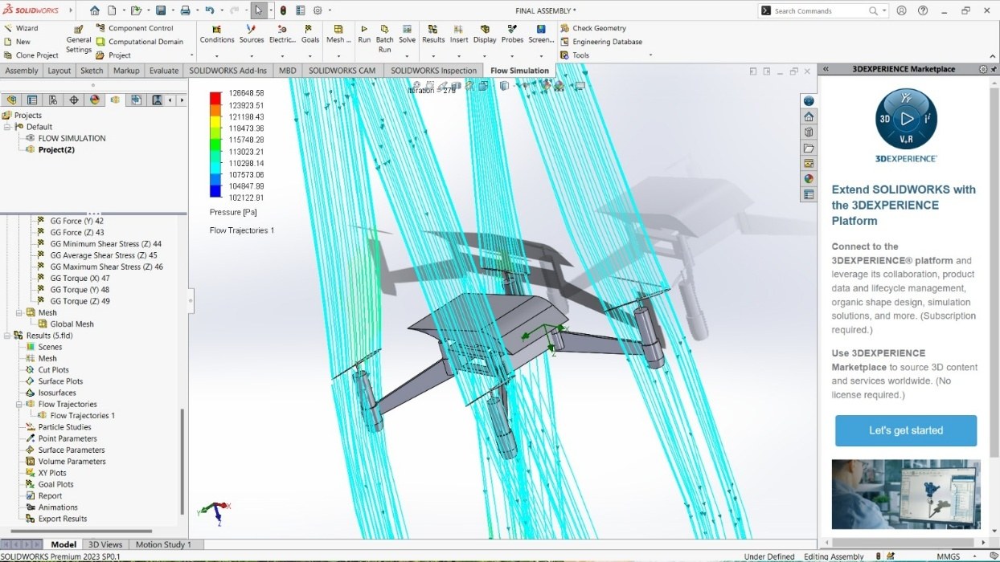 SOLIDWORKS
FINAL ASSEMBLY *
Search Commands
Wizard
New
Clone Project
General Settings
Component Control
Computational Domain
Project
Conditions
Sources
Electric...
Goals
Mesh ...
Run
Batch Run
Solve
Results
Insert
Display
Probes
Screen...
Check Geometry
Engineering Database
Tools
Assembly
Layout
Sketch
Markup
Evaluate
SOLIDWORKS Add-Ins
MBD
SOLIDWORKS CAM
SOLIDWORKS Inspection
Flow Simulation
Projects
Default
FLOW SIMULATION
Project(2)
GG Force (Y) 42
GG Force (Z) 43
GG Minimum Shear Stress (Z) 44
GG Average Shear Stress (Z) 45
GG Maximum Shear Stress (Z) 46
GG Torque (X) 47
GG Torque (Y) 48
GG Torque (Z) 49
Mesh
Global Mesh
Results (5.fld)
Scenes
Mesh
Cut Plots
Surface Plots
Isosurfaces
Flow Trajectories
Flow Trajectories 1
Particle Studies
Point Parameters
Surface Parameters
Volume Parameters
XY Plots
Goal Plots
Report
Animations
Export Results
Iteration = 279
126648.58
123923.51
121198.43
118473.36
115748.28
113023.21
110298.14
107573.06
104847.99
102122.91
Pressure [Pa]
Flow Trajectories 1
X
Z
Y
X
Z
3DEXPERIENCE Marketplace
3D
V.R
3DEXPERIENCE
Extend SOLIDWORKS with
the 3DEXPERIENCE
Platform
Connect to the
3DEXPERIENCE® platform and
leverage its collaboration, product
data and lifecycle management,
organic shape design, simulation
solutions, and more. (Subscription
required.)
Use 3DEXPERIENCE
Marketplace to source 3D content
and services worldwide. (No
license required.)
Let's get started
Model
3D Views
Motion Study 1
SOLIDWORKS Premium 2023 SP0.1
Under Defined
Editing Assembly
MMGS